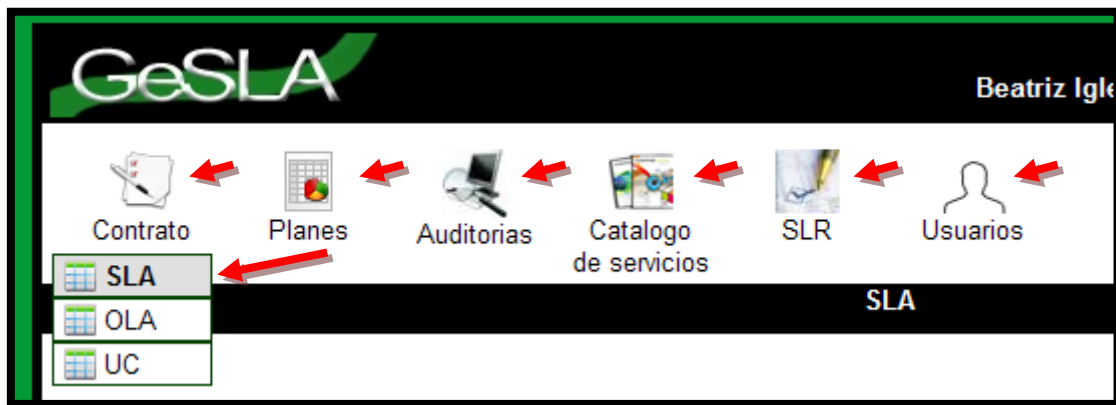 GeSLA
Beatriz Igle
Contrato
Planes
Auditorias
Catalogo
de servicios
SLR
Usuarios
SLA
SLA
OLA
UC